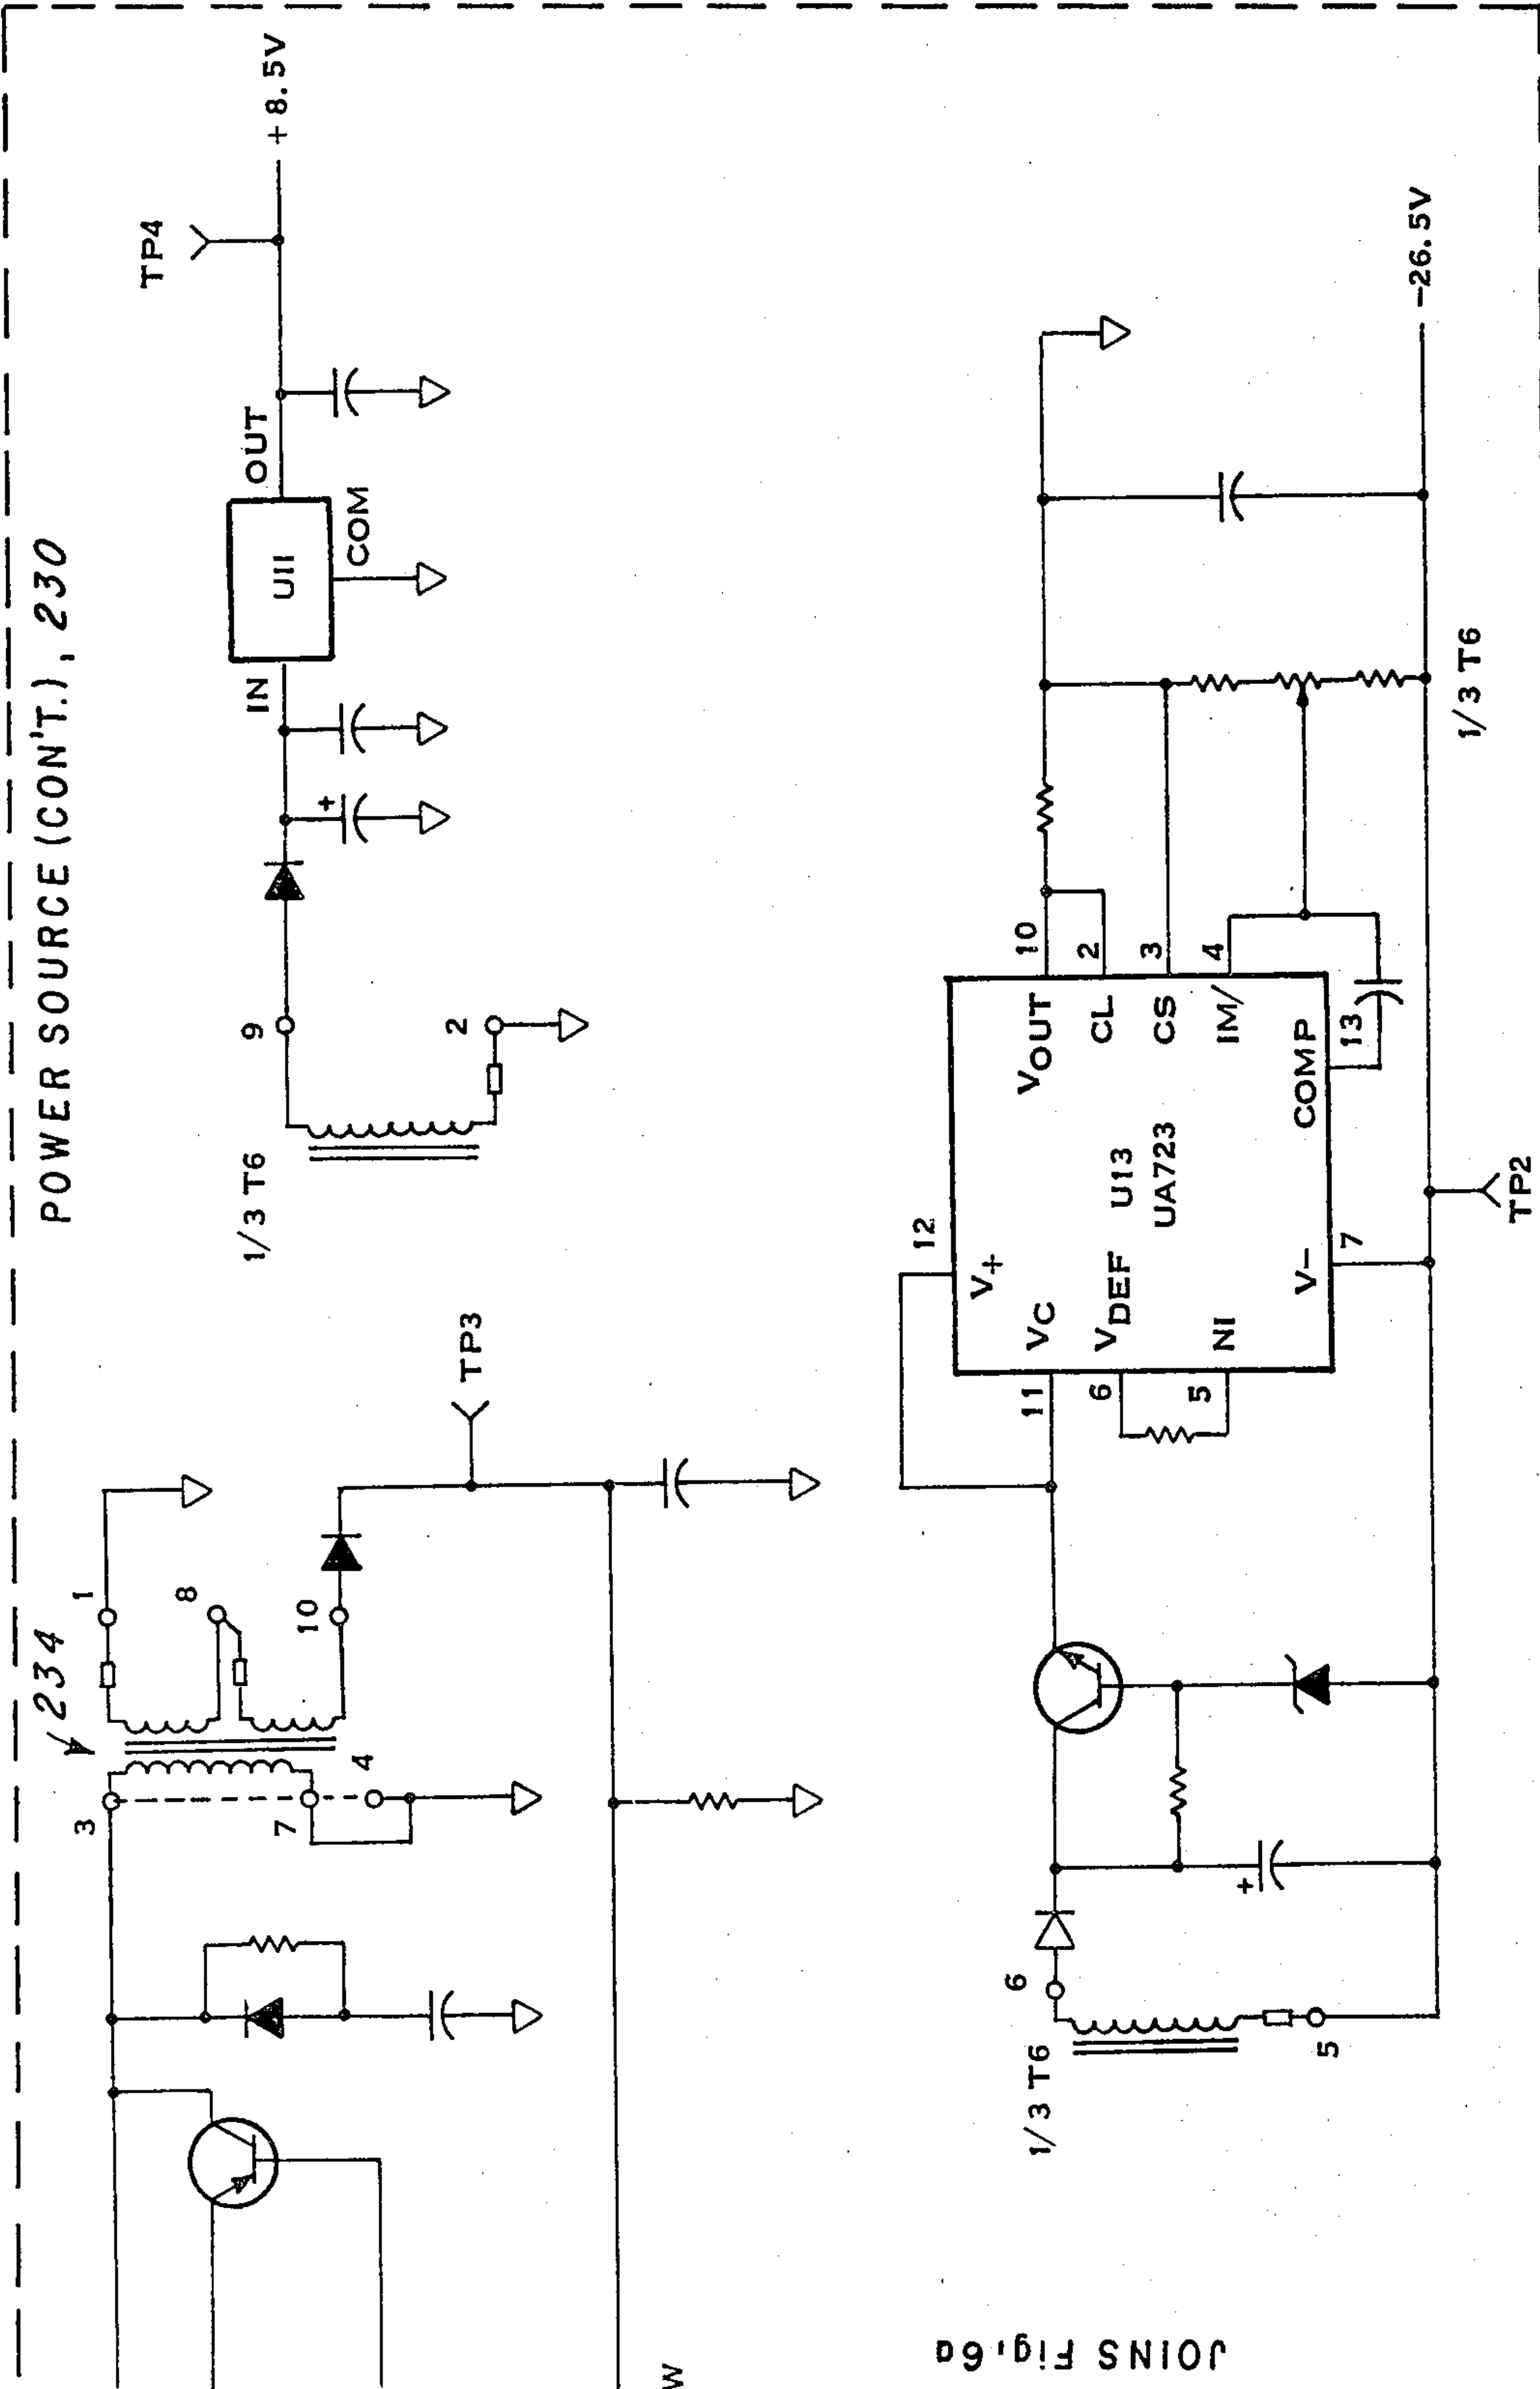 POWER SOURCE (CON'T.), 230
234
3
7
4
1
8
10
TP3
1/3 T6
9
2
IN
U11
OUT
COM
TP4
+8.5V
W
1/3 T6
6
5
12
11
6
5
V+
VC
VDEF
NI
V-
7
U13
UA723
VOUT
CL
CS
IM/
COMP
10
2
3
4
13
TP2
1/3 T6
-26.5V
JOINS Fig. 6a